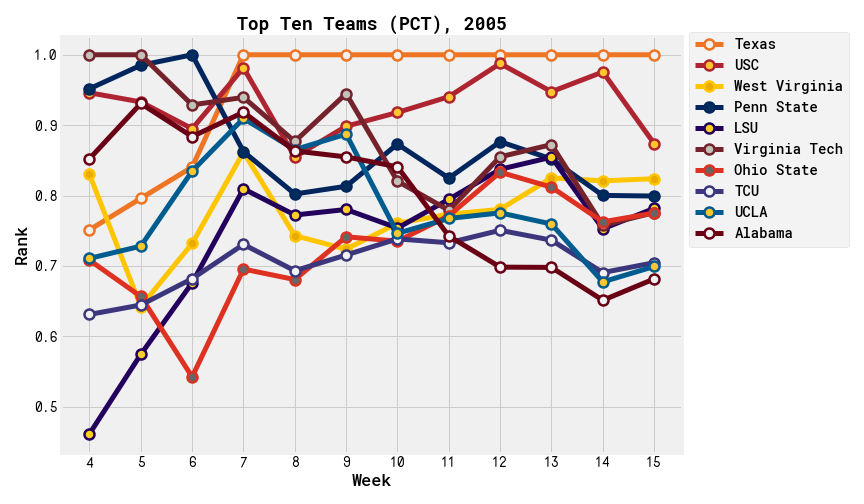 Top Ten Teams (PCT), 2005
1.0
0.9
0.8
0.7
0.6
0.5
Rank
4 5 6 7 8 9 10 11 12 13 14 15
Week
Texas
USC
West Virginia
Penn State
LSU
Virginia Tech
Ohio State
TCU
UCLA
Alabama